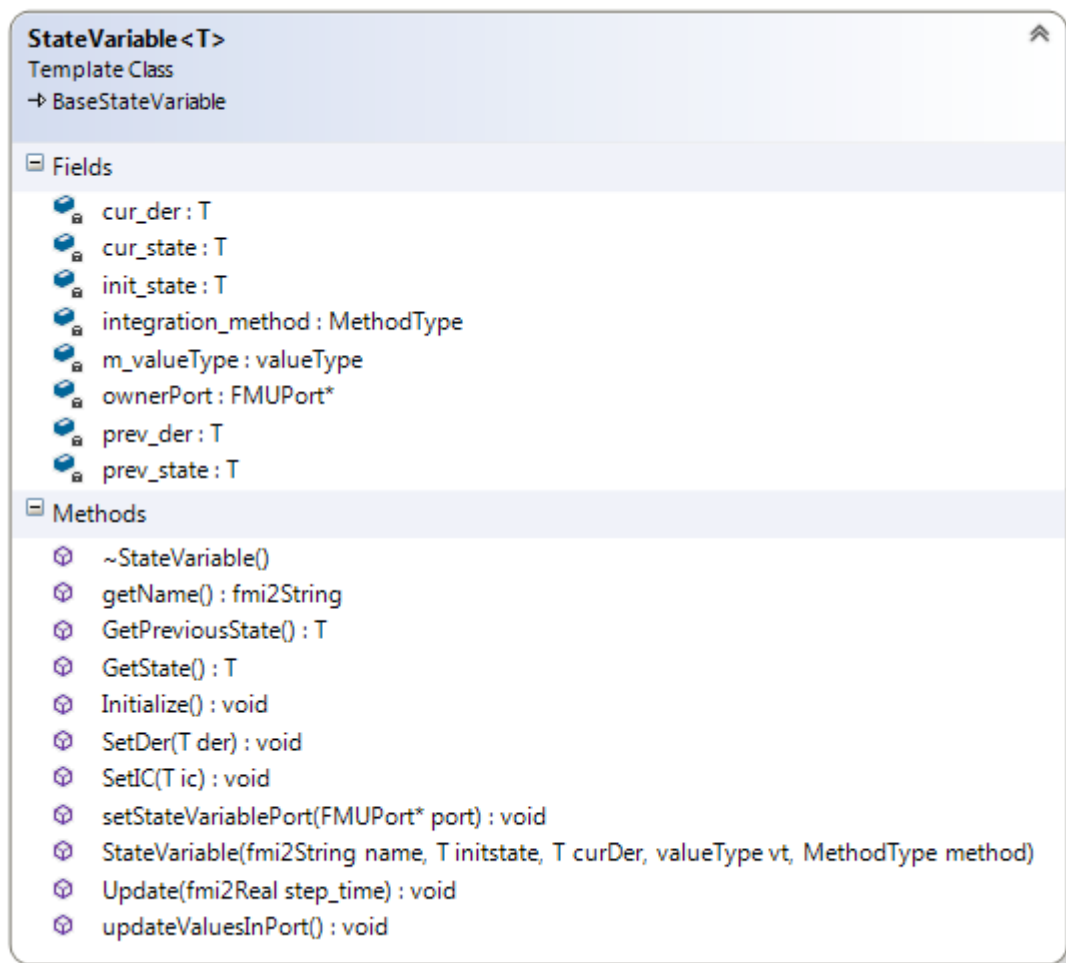 StateVariable<T>
Template Class
BaseStateVariable
Fields
cur_der : T
cur_state : T
init_state : T
integration_method : MethodType
m_valueType : valueType
ownerPort : FMUPort*
prev_der : T
prev_state : T
Methods
~StateVariable()
getName() : fmi2String
GetPreviousState() : T
GetState() : T
Initialize() : void
SetDer(T der) : void
SetIC(T ic) : void
setStateVariablePort(FMUPort* port) : void
StateVariable(fmi2String name, T initstate, T curDer, valueType vt, MethodType method)
Update(fmi2Real step_time) : void
updateValuesInPort() : void